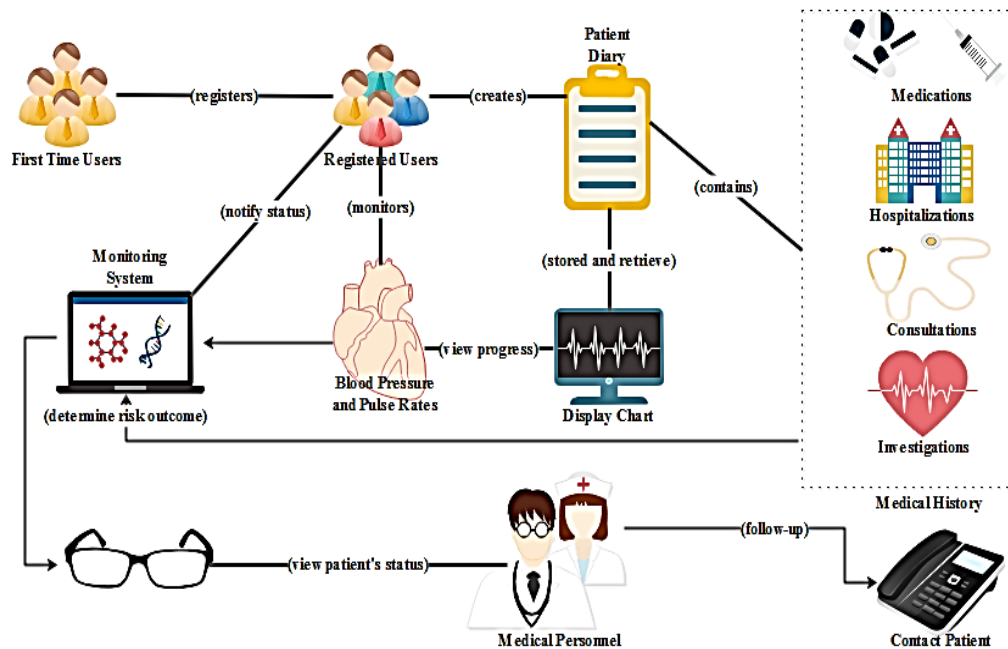 Patient
Diary
Medications
(registers)
(creates)
First Time Users
Registered Users
(contains)
(notify status)
(monitors)
Hospitalizations
Monitoring
System
(stored and retrieve)
Consultations
(view progress)
Blood Pressure
and Pulse Rates
(determine risk outcome)
Display Chart
Investigations
Medical History
(follow-up)
(view patient's status)
Medical Personnel
Contact Patient